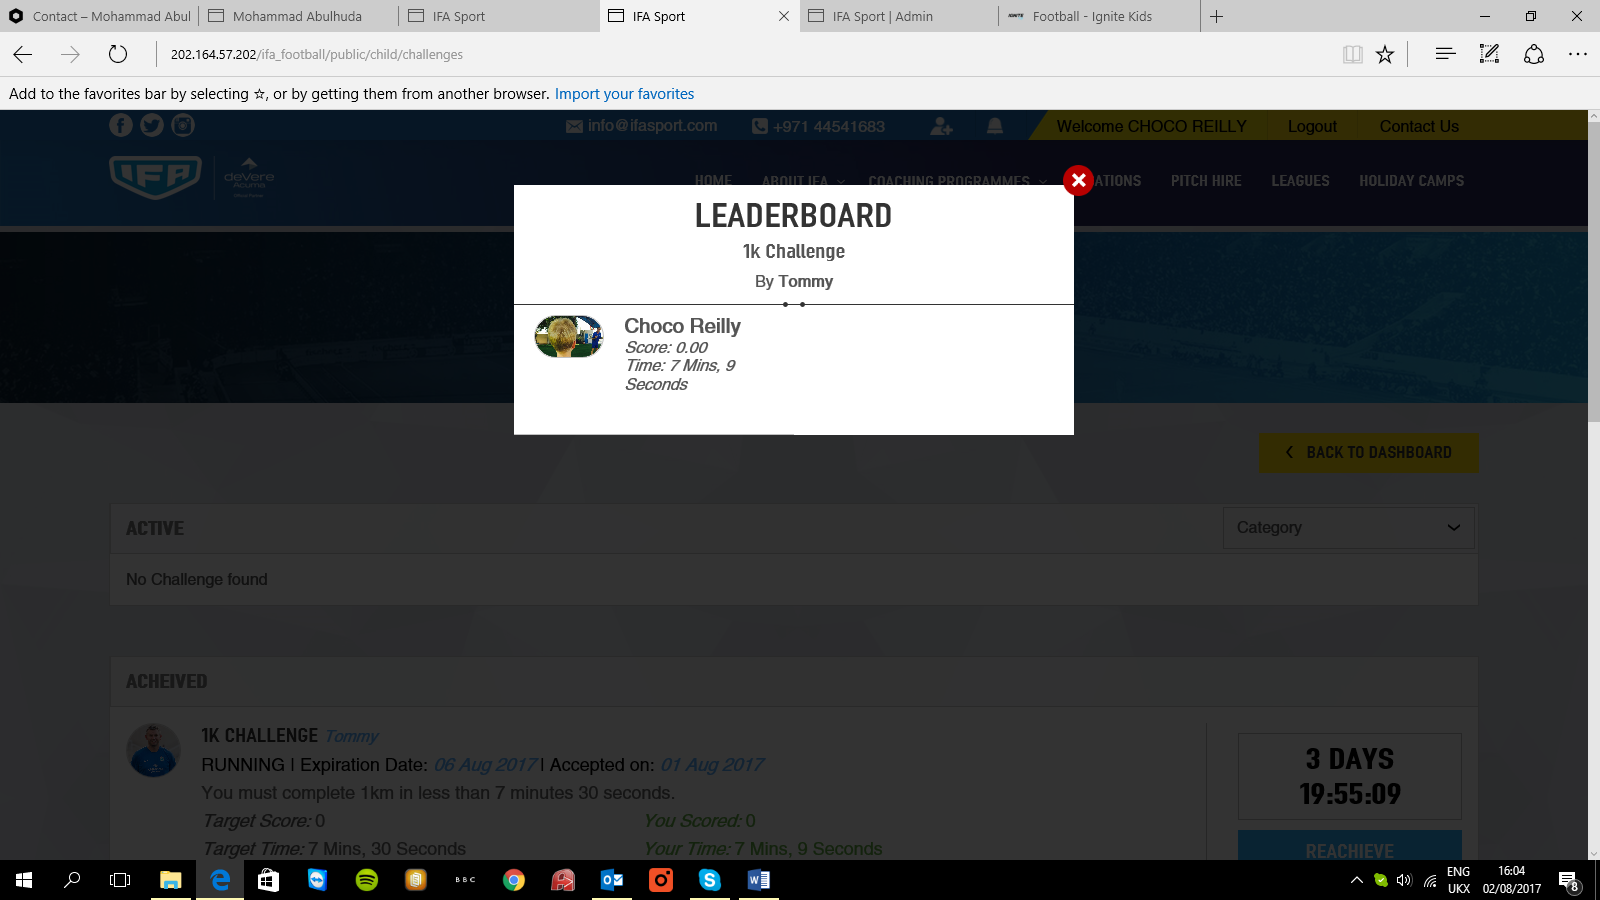 Contact – Mohammad Abul
Mohammad Abulhuda
IFA Sport
IFA Sport
IFA Sport | Admin
IGNITE Football - Ignite Kids
202.164.57.202/ifa_football/public/child/challenges
Add to the favorites bar by selecting ☆, or by getting them from another browser. Import your favorites
info@ifasport.com +971 44541683 Welcome CHOCO REILLY Logout Contact Us
IFA deVere Acuma
HOME ABOUT IFA COACHING PROGRAMMES ATIONS PITCH HIRE LEAGUES HOLIDAY CAMPS
LEADERBOARD
1k Challenge
By Tommy
Choco Reilly
Score: 0.00
Time: 7 Mins, 9
Seconds
BACK TO DASHBOARD
ACTIVE
Category
No Challenge found
ACHEIVED
1K CHALLENGE Tommy
RUNNING | Expiration Date: 06 Aug 2017 | Accepted on: 01 Aug 2017
You must complete 1km in less than 7 minutes 30 seconds.
Target Score: 0 You Scored: 0
Target Time: 7 Mins, 30 Seconds Your Time: 7 Mins, 9 Seconds
3 DAYS
19:55:09
REACHIEVE
BBC
ENG
UKX
16:04
02/08/2017
8